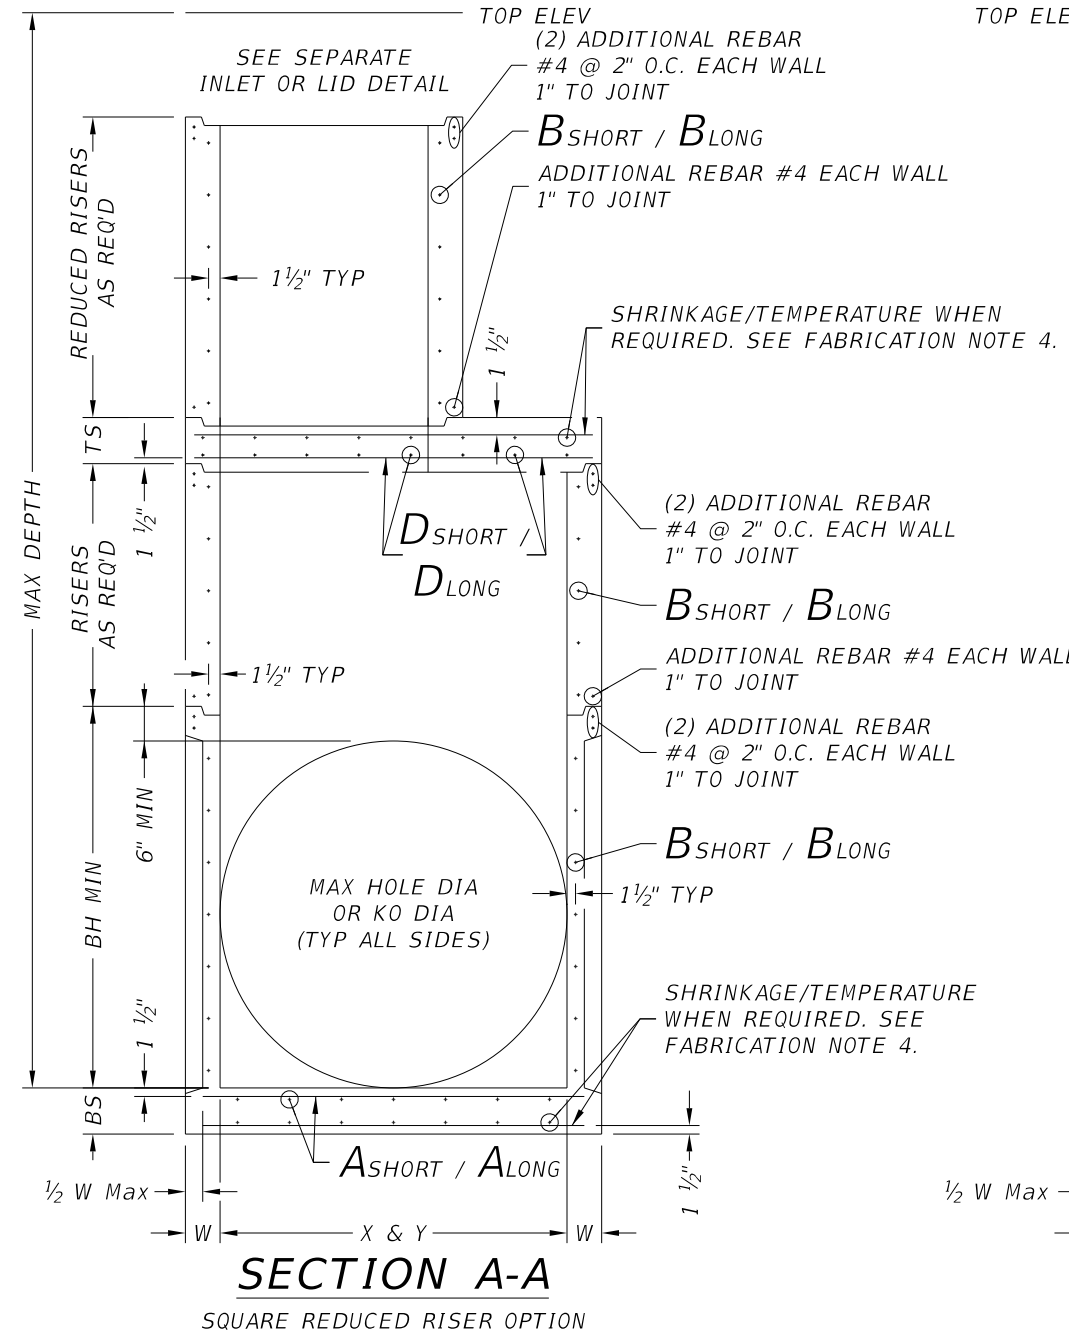 TOP ELEV
TOP ELE
SEE SEPARATE
INLET OR LID DETAIL
(2) ADDITIONAL REBAR
#4 @ 2" O.C. EACH WALL
1" TO JOINT
BSHORT / BLONG
ADDITIONAL REBAR #4 EACH WALL
1" TO JOINT
REDUCED RISERS
AS REQ'D
1½" TYP
SHRINKAGE/TEMPERATURE WHEN
REQUIRED. SEE FABRICATION NOTE 4.
1 ½"
TS
MAX DEPTH
RISERS
AS REQ'D
1 ½"
DSHORT /
DLONG
(2) ADDITIONAL REBAR
#4 @ 2" O.C. EACH WALL
1" TO JOINT
BSHORT / BLONG
ADDITIONAL REBAR #4 EACH WALL
1" TO JOINT
1½" TYP
(2) ADDITIONAL REBAR
#4 @ 2" O.C. EACH WALL
1" TO JOINT
6" MIN
BH MIN
BSHORT / BLONG
MAX HOLE DIA
OR KO DIA
(TYP ALL SIDES)
1½" TYP
1 ½"
SHRINKAGE/TEMPERATURE
WHEN REQUIRED. SEE
FABRICATION NOTE 4.
BS
ASHORT / ALONG
1 ½"
½ W Max
½ W Max
W
X & Y
W
SECTION A-A
SQUARE REDUCED RISER OPTION